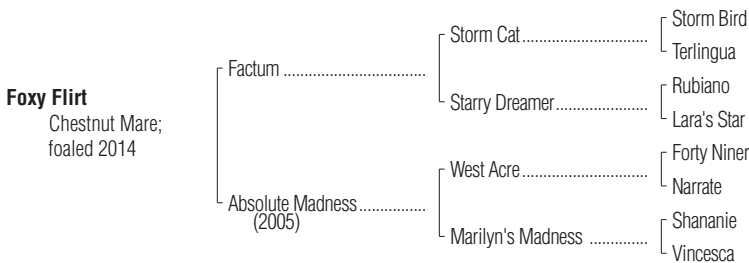 Foxy Flirt
Chestnut Mare;
foaled 2014
Factum
Absolute Madness
(2005)
Storm Cat
Starry Dreamer
West Acre
Marilyn's Madness
Storm Bird
Terlingua
Rubiano
Lara's Star
Forty Niner
Narrate
Shananie
Vincesca